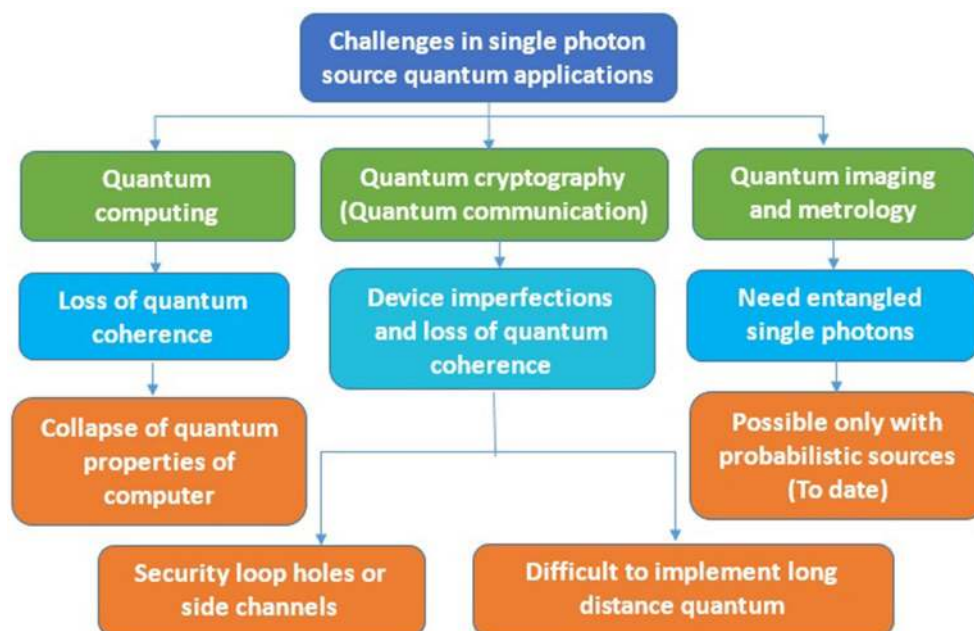 Challenges in single photon
source quantum applications
Quantum
computing
Quantum cryptography
(Quantum communication)
Quantum imaging
and metrology
Loss of quantum
coherence
Device imperfections
and loss of quantum
coherence
Need entangled
single photons
Collapse of quantum
properties of
computer
Possible only with
probabilistic sources
(To date)
Security loop holes or
side channels
Difficult to implement long
distance quantum